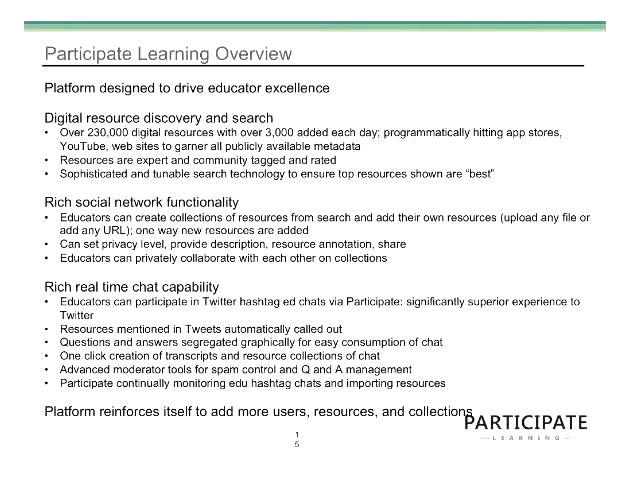 Participate Learning Overview
Platform designed to drive educator excellence
Digital resource discovery and search
• Over 230,000 digital resources with over 3,000 added each day; programmatically hitting app stores,
YouTube, web sites to garner all publicly available metadata
• Resources are expert and community tagged and rated
• Sophisticated and tunable search technology to ensure top resources shown are “best”
Rich social network functionality
• Educators can create collections of resources from search and add their own resources (upload any file or
add any URL); one way new resources are added
• Can set privacy level, provide description, resource annotation, share
• Educators can privately collaborate with each other on collections
Rich real time chat capability
• Educators can participate in Twitter hashtag ed chats via Participate: significantly superior experience to
Twitter
• Resources mentioned in Tweets automatically called out
• Questions and answers segregated graphically for easy consumption of chat
• One click creation of transcripts and resource collections of chat
• Advanced moderator tools for spam control and Q and A management
• Participate continually monitoring edu hashtag chats and importing resources
Platform reinforces itself to add more users, resources, and collections
PARTICIPATE
LEARNING
1
5